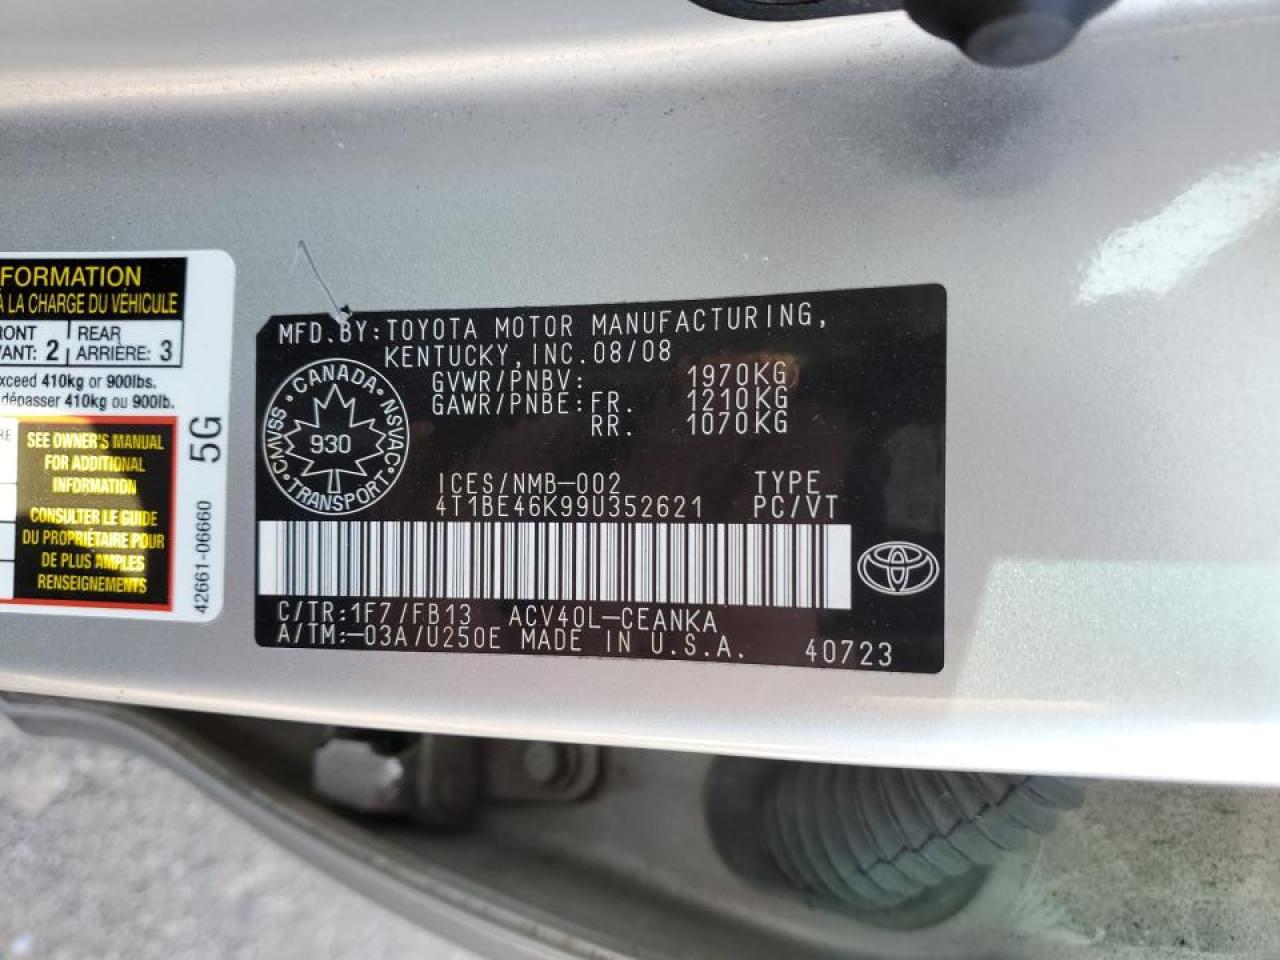 FORMATION
À LA CHARGE DU VÉHICULE
RONT
VANT: 2
REAR
ARRIÈRE: 3
xceed 410kg or 900lbs.
dépasser 410kg ou 900lb.
RE
SEE OWNER'S MANUAL
FOR ADDITIONAL
INFORMATION
CONSULTER LE GUIDE
DU PROPRIÉTAIRE POUR
DE PLUS AMPLES
RENSEIGNEMENTS
5G
42661-06660
MFD.BY:TOYOTA MOTOR MANUFACTURING,
KENTUCKY,INC.08/08
GVWR/PNBV: 1970KG
GAWR/PNBE:FR. 1210KG
RR. 1070KG
CANADA · NSVAC · TRANSPORT · CMVSS ·
930
ICES/NMB-002 TYPE
4T1BE46K99U352621 PC/VT
C/TR:1F7/FB13 ACV40L-CEANKA
A/TM:-03A/U250E MADE IN U.S.A. 40723